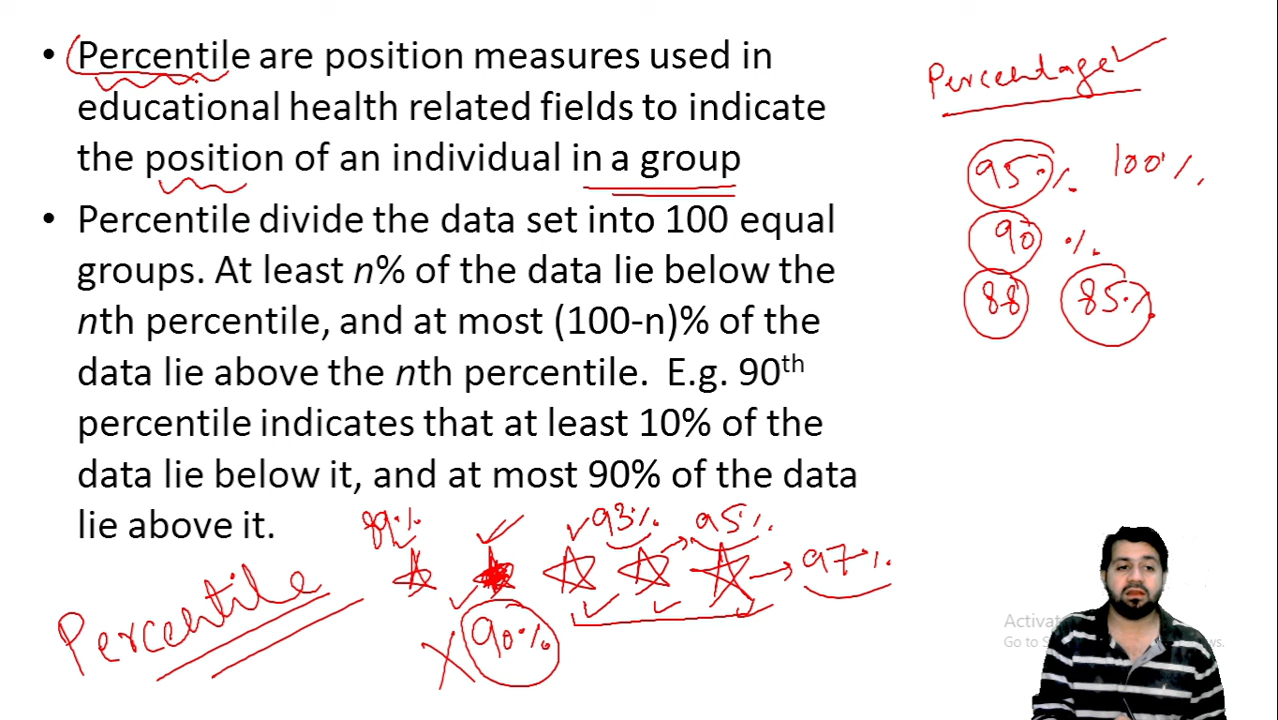 • Percentile are position measures used in
educational health related fields to indicate
the position of an individual in a group
• Percentile divide the data set into 100 equal
groups. At least n% of the data lie below the
nth percentile, and at most (100-n)% of the
data lie above the nth percentile. E.g. 90th
percentile indicates that at least 10% of the
data lie below it, and at most 90% of the data
lie above it.
89% 93% 95%
97%
Percentile
90%
Percentage
95% 100%
90 %
88 85%
Activat
Go to S